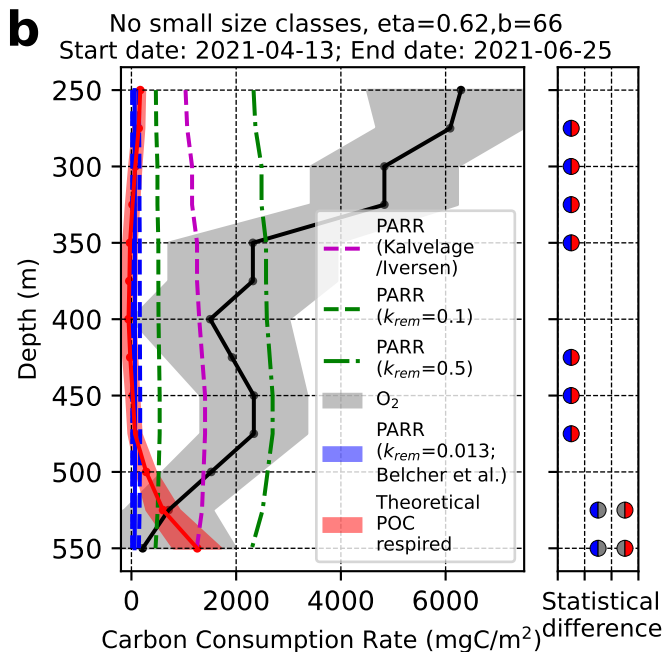 b
No small size classes, eta=0.62,b=66
Start date: 2021-04-13; End date: 2021-06-25
250
300
350
400
450
500
550
Depth (m)
PARR
(Kalvelage
/Iversen)
PARR
(k_rem=0.1)
PARR
(k_rem=0.5)
O₂
PARR
(k_rem=0.013;
Belcher et al.)
Theoretical
POC
respired
0 2000 4000 6000
Carbon Consumption Rate (mgC/m²)
Statistical
difference